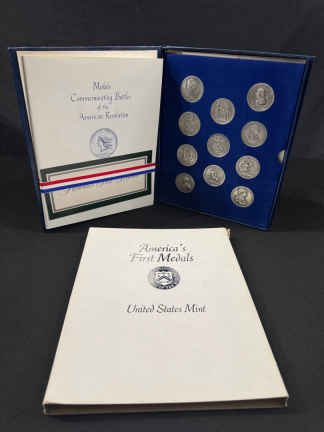 Medals
Commemorating Battles
of the
American Revolution
America's
First Medals
United States Mint